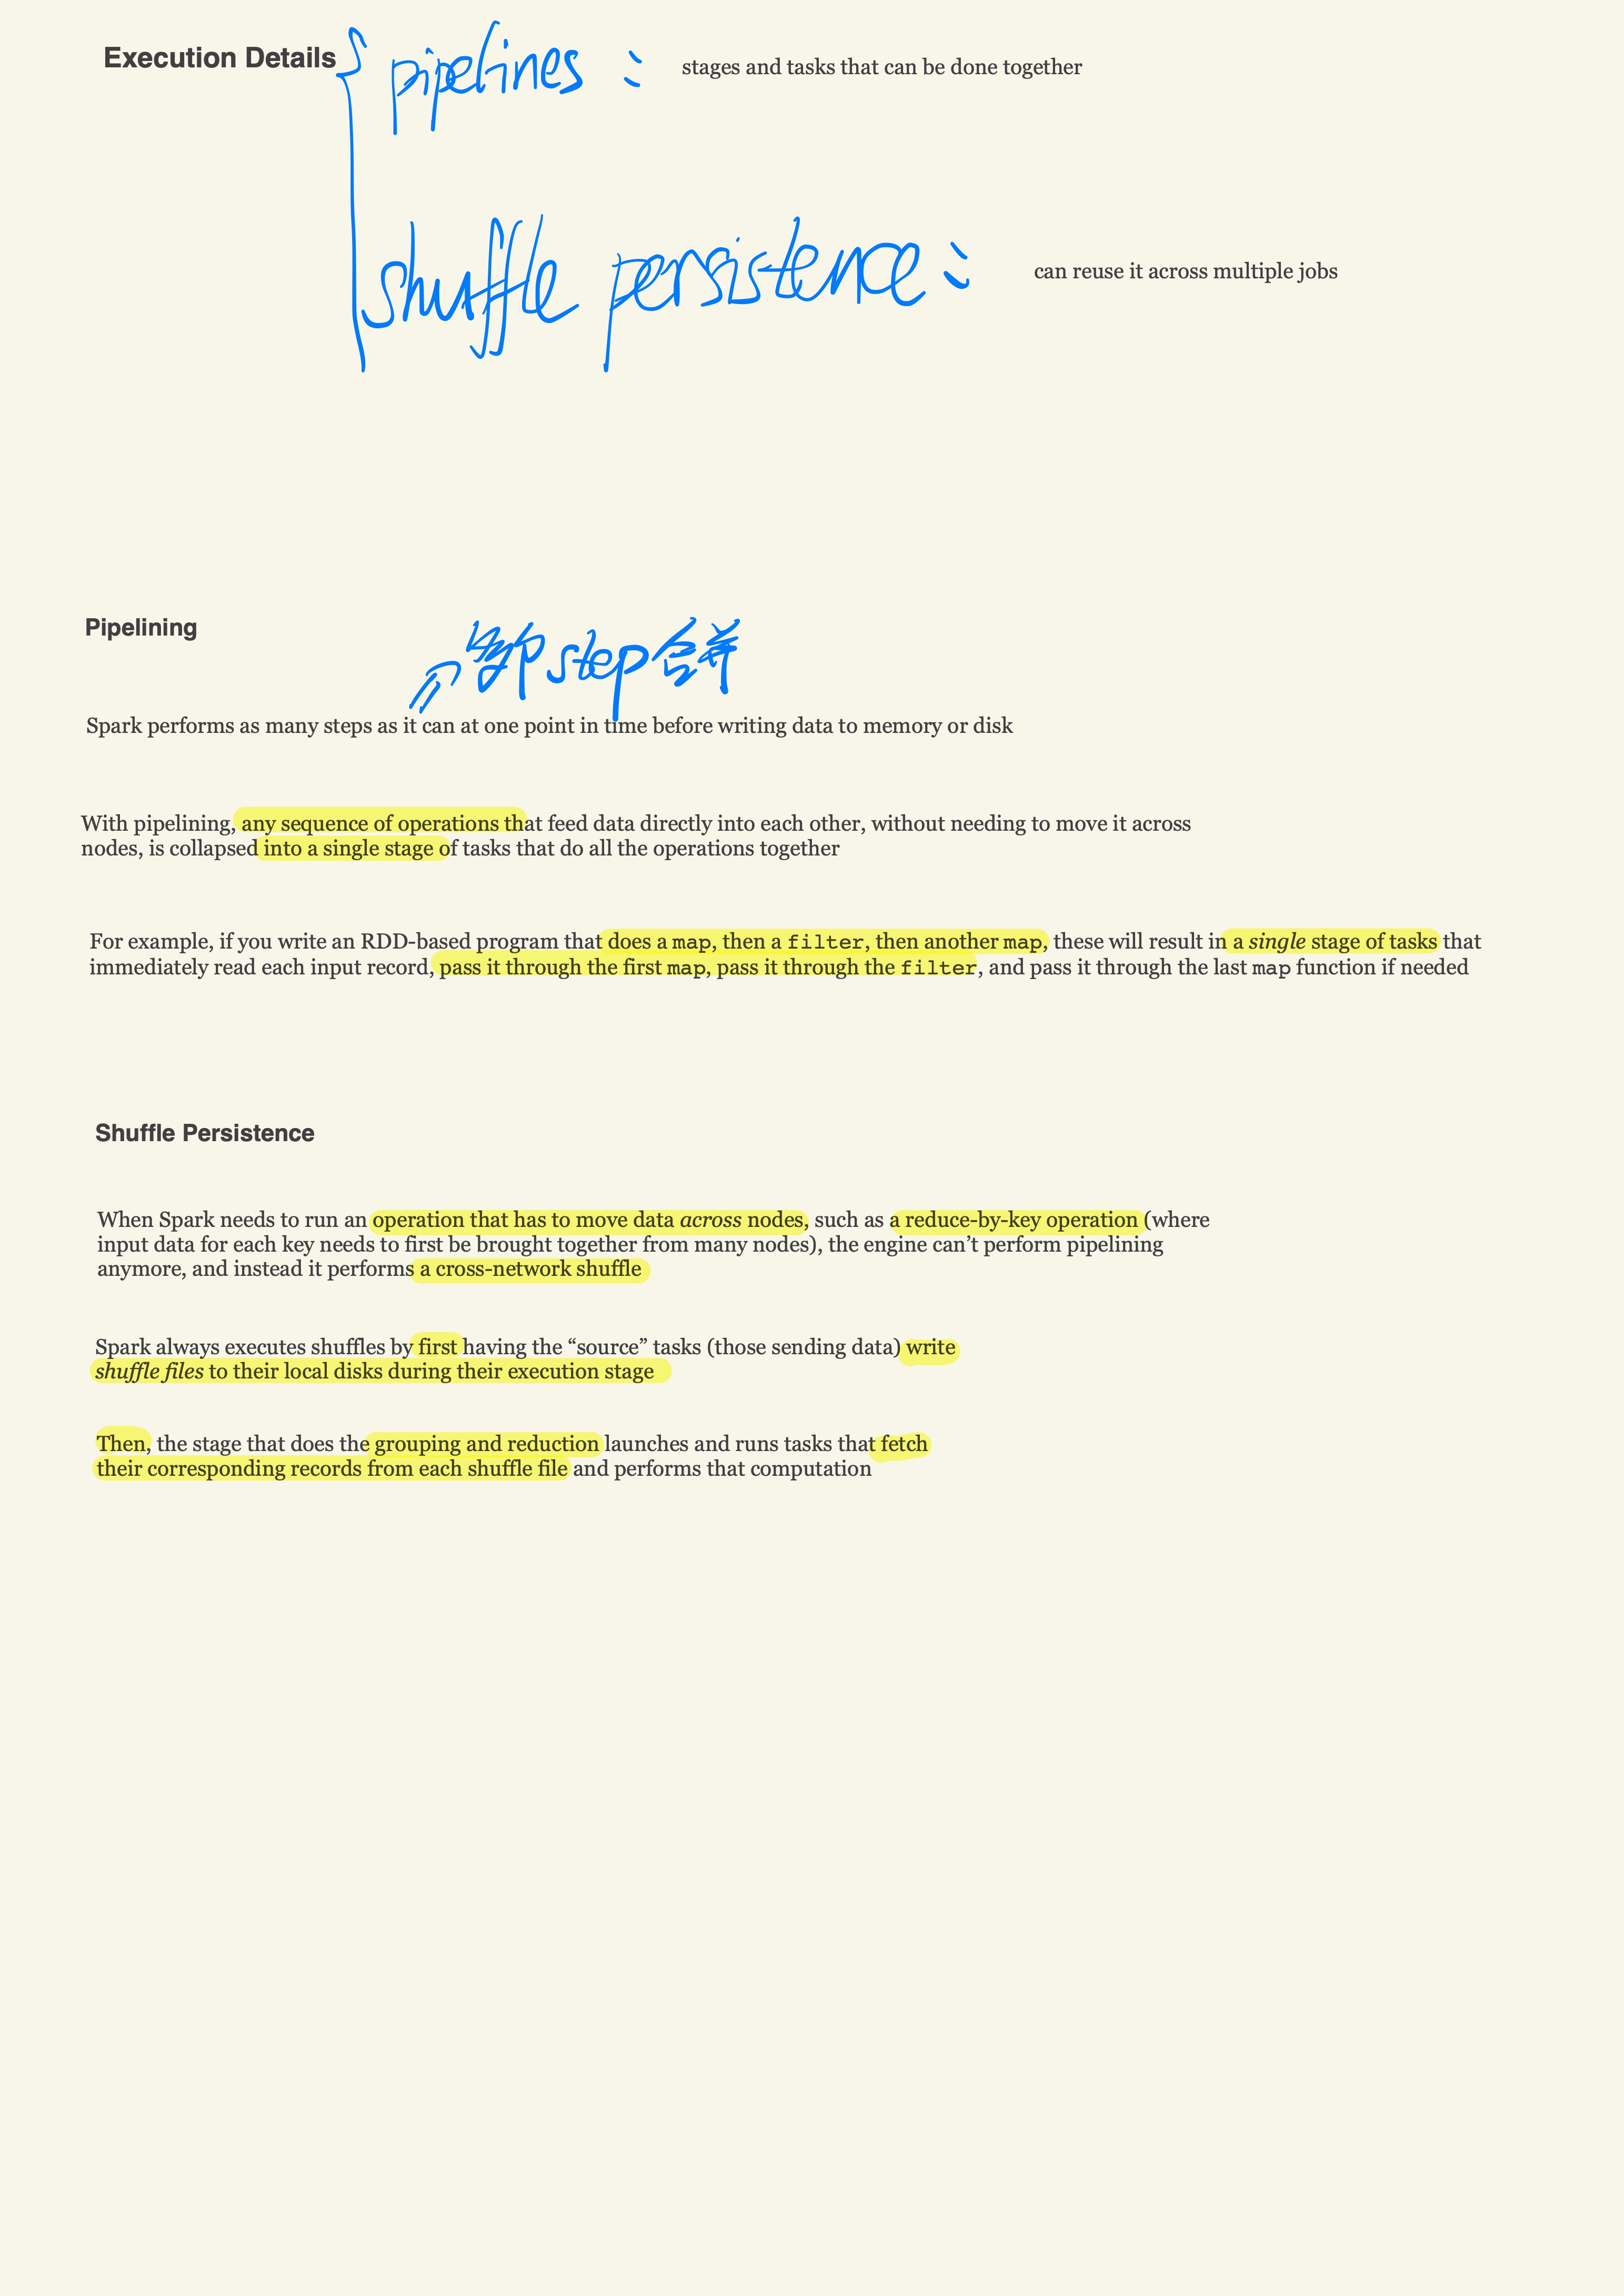 Execution Details { pipelines : stages and tasks that can be done together
shuffle persistence : can reuse it across multiple jobs
Pipelining
step合并
Spark performs as many steps as it can at one point in time before writing data to memory or disk
With pipelining, any sequence of operations that feed data directly into each other, without needing to move it across
nodes, is collapsed into a single stage of tasks that do all the operations together
For example, if you write an RDD-based program that does a map, then a filter, then another map, these will result in a single stage of tasks that
immediately read each input record, pass it through the first map, pass it through the filter, and pass it through the last map function if needed
Shuffle Persistence
When Spark needs to run an operation that has to move data across nodes, such as a reduce-by-key operation (where
input data for each key needs to first be brought together from many nodes), the engine can’t perform pipelining
anymore, and instead it performs a cross-network shuffle
Spark always executes shuffles by first having the “source” tasks (those sending data) write
shuffle files to their local disks during their execution stage
Then, the stage that does the grouping and reduction launches and runs tasks that fetch
their corresponding records from each shuffle file and performs that computation